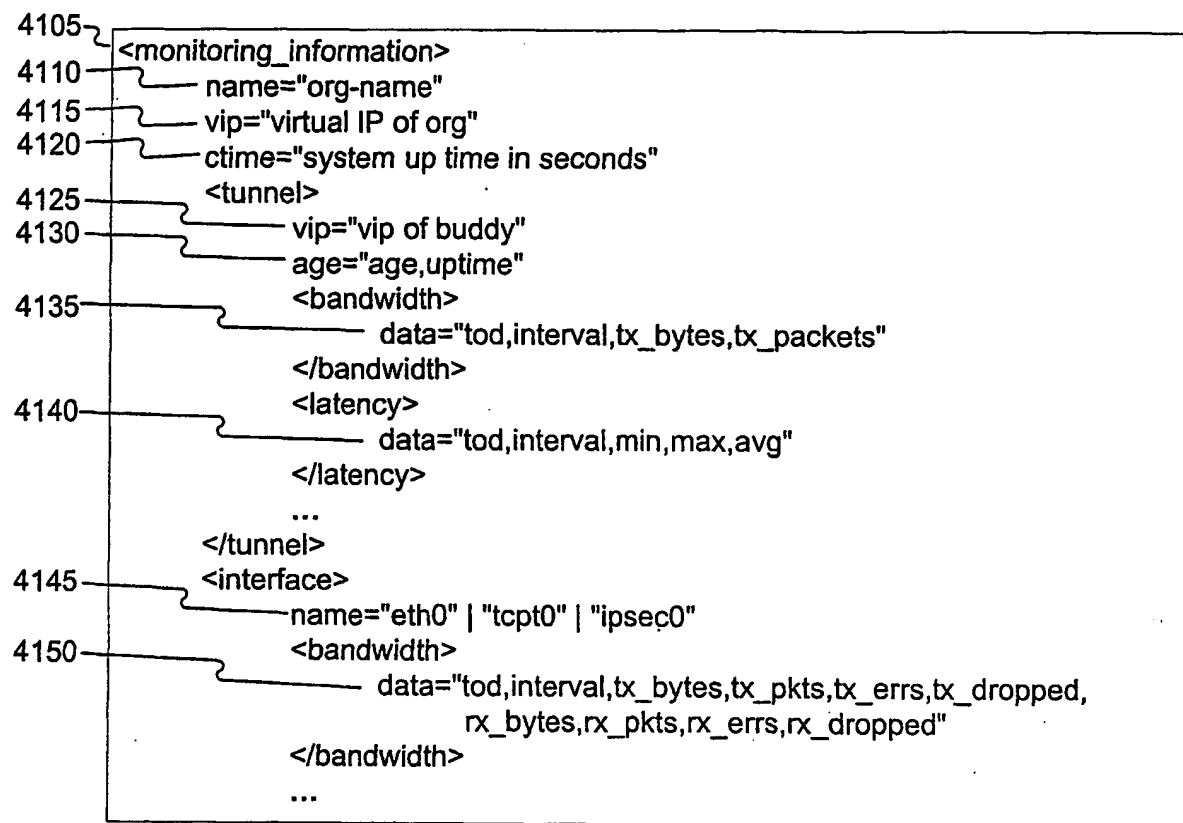 4105 <monitoring_information>
4110 name="org-name"
4115 vip="virtual IP of org"
4120 ctime="system up time in seconds"
<tunnel>
4125 vip="vip of buddy"
4130 age="age,uptime"
<bandwidth>
4135 data="tod,interval,tx_bytes,tx_packets"
</bandwidth>
<latency>
4140 data="tod,interval,min,max,avg"
</latency>
...
</tunnel>
<interface>
4145 name="eth0" | "tcpt0" | "ipsec0"
<bandwidth>
4150 data="tod,interval,tx_bytes,tx_pkts,tx_errs,tx_dropped,
rx_bytes,rx_pkts,rx_errs,rx_dropped"
</bandwidth>
...